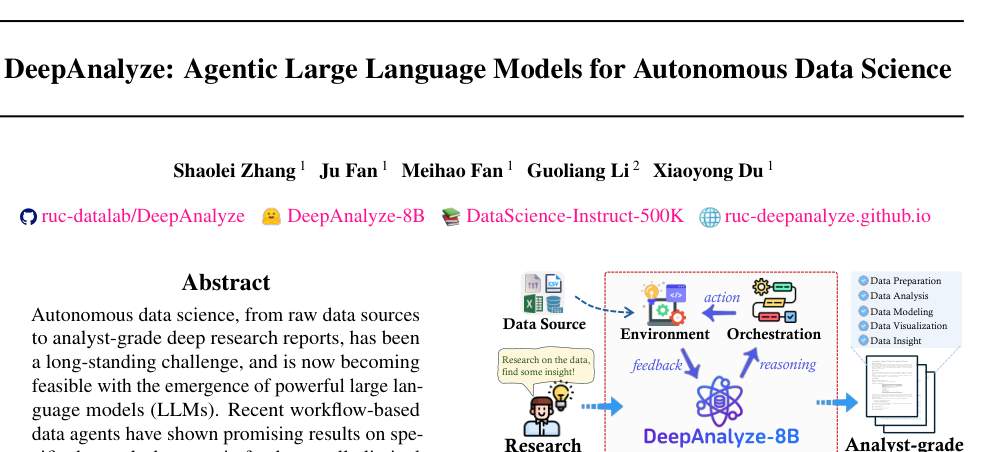 DeepAnalyze: Agentic Large Language Models for Autonomous Data Science
Shaolei Zhang 1 Ju Fan 1 Meihao Fan 1 Guoliang Li 2 Xiaoyong Du 1
ruc-datalab/DeepAnalyze DeepAnalyze-8B DataScience-Instruct-500K ruc-deepanalyze.github.io
Abstract
Autonomous data science, from raw data sources
to analyst-grade deep research reports, has been
a long-standing challenge, and is now becoming
feasible with the emergence of powerful large lan-
guage models (LLMs). Recent workflow-based
data agents have shown promising results on spe-
TXT
CSV
Data Source
Research on the data,
find some insight!
Research
Environment
action
Orchestration
feedback
reasoning
DeepAnalyze-8B
Data Preparation
Data Analysis
Data Modeling
Data Visualization
Data Insight
Analyst-grade